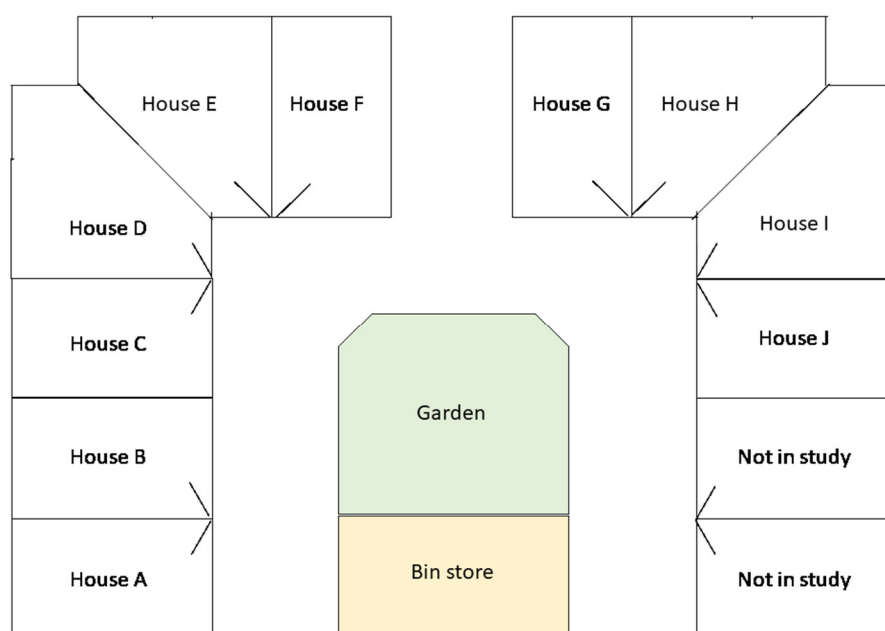 House E
House F
House G
House H
House D
House I
House C
House J
Garden
House B
Not in study
Bin store
House A
Not in study